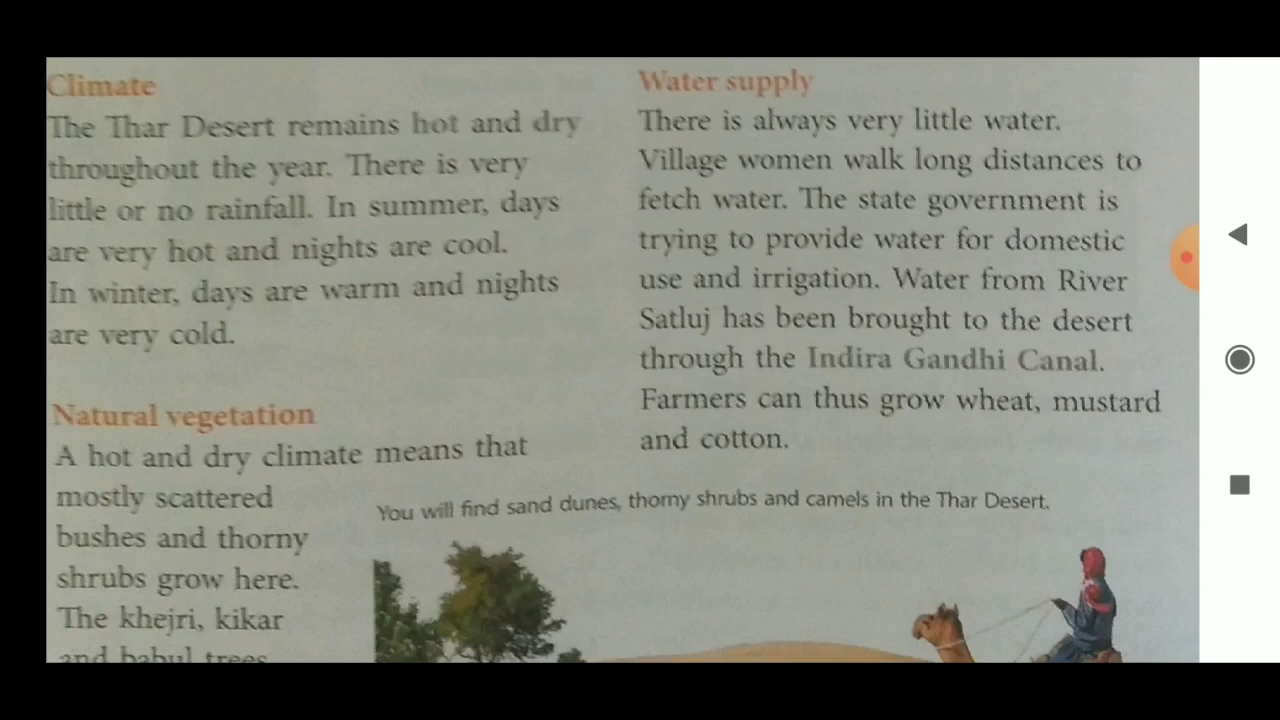 Climate
The Thar Desert remains hot and dry
throughout the year. There is very
little or no rainfall. In summer, days
are very hot and nights are cool.
In winter, days are warm and nights
are very cold.
Natural vegetation
A hot and dry climate means that
mostly scattered
bushes and thorny
shrubs grow here.
The khejri, kikar
and babul trees
Water supply
There is always very little water.
Village women walk long distances to
fetch water. The state government is
trying to provide water for domestic
use and irrigation. Water from River
Satluj has been brought to the desert
through the Indira Gandhi Canal.
Farmers can thus grow wheat, mustard
and cotton.
You will find sand dunes, thorny shrubs and camels in the Thar Desert.